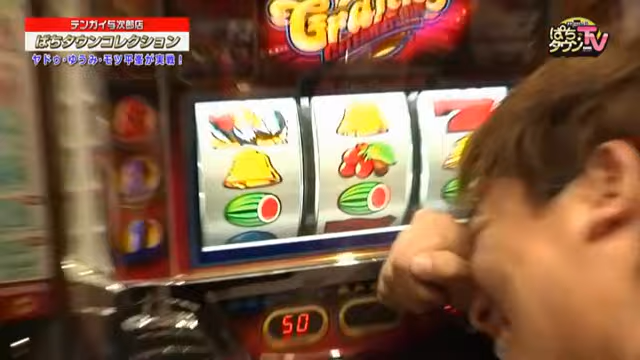 テンガイ与次郎店
ぱちタウンコレクション
ヤドゥ・ゆうみ・モツ平番が実戦!
ぱち
タウンTV
50